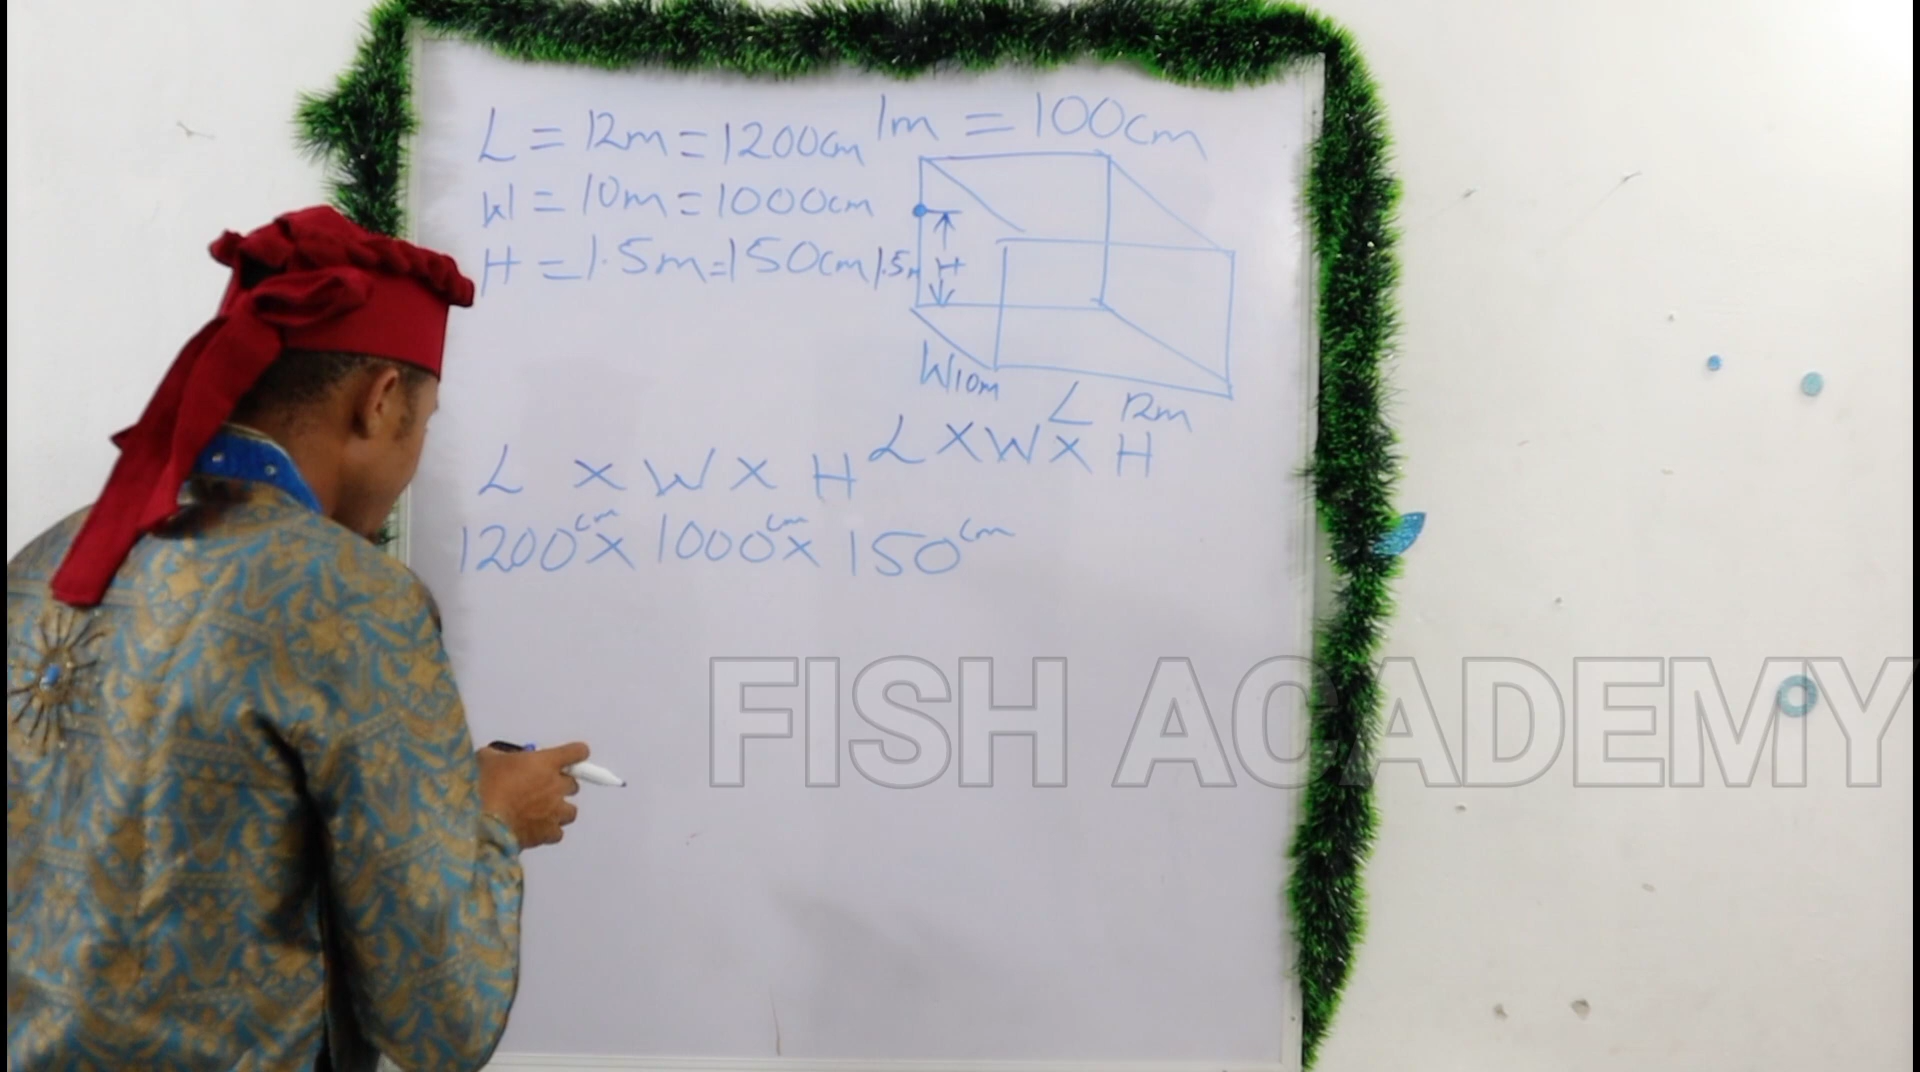 L = 12m = 1200cm
1m = 100cm
W = 10m = 1000cm
H = 1.5m = 150cm
1.5m H
W 10m
L 12m
L X W X H
L X W X H
1200cm X 1000cm X 150cm
FISH ACADEMY